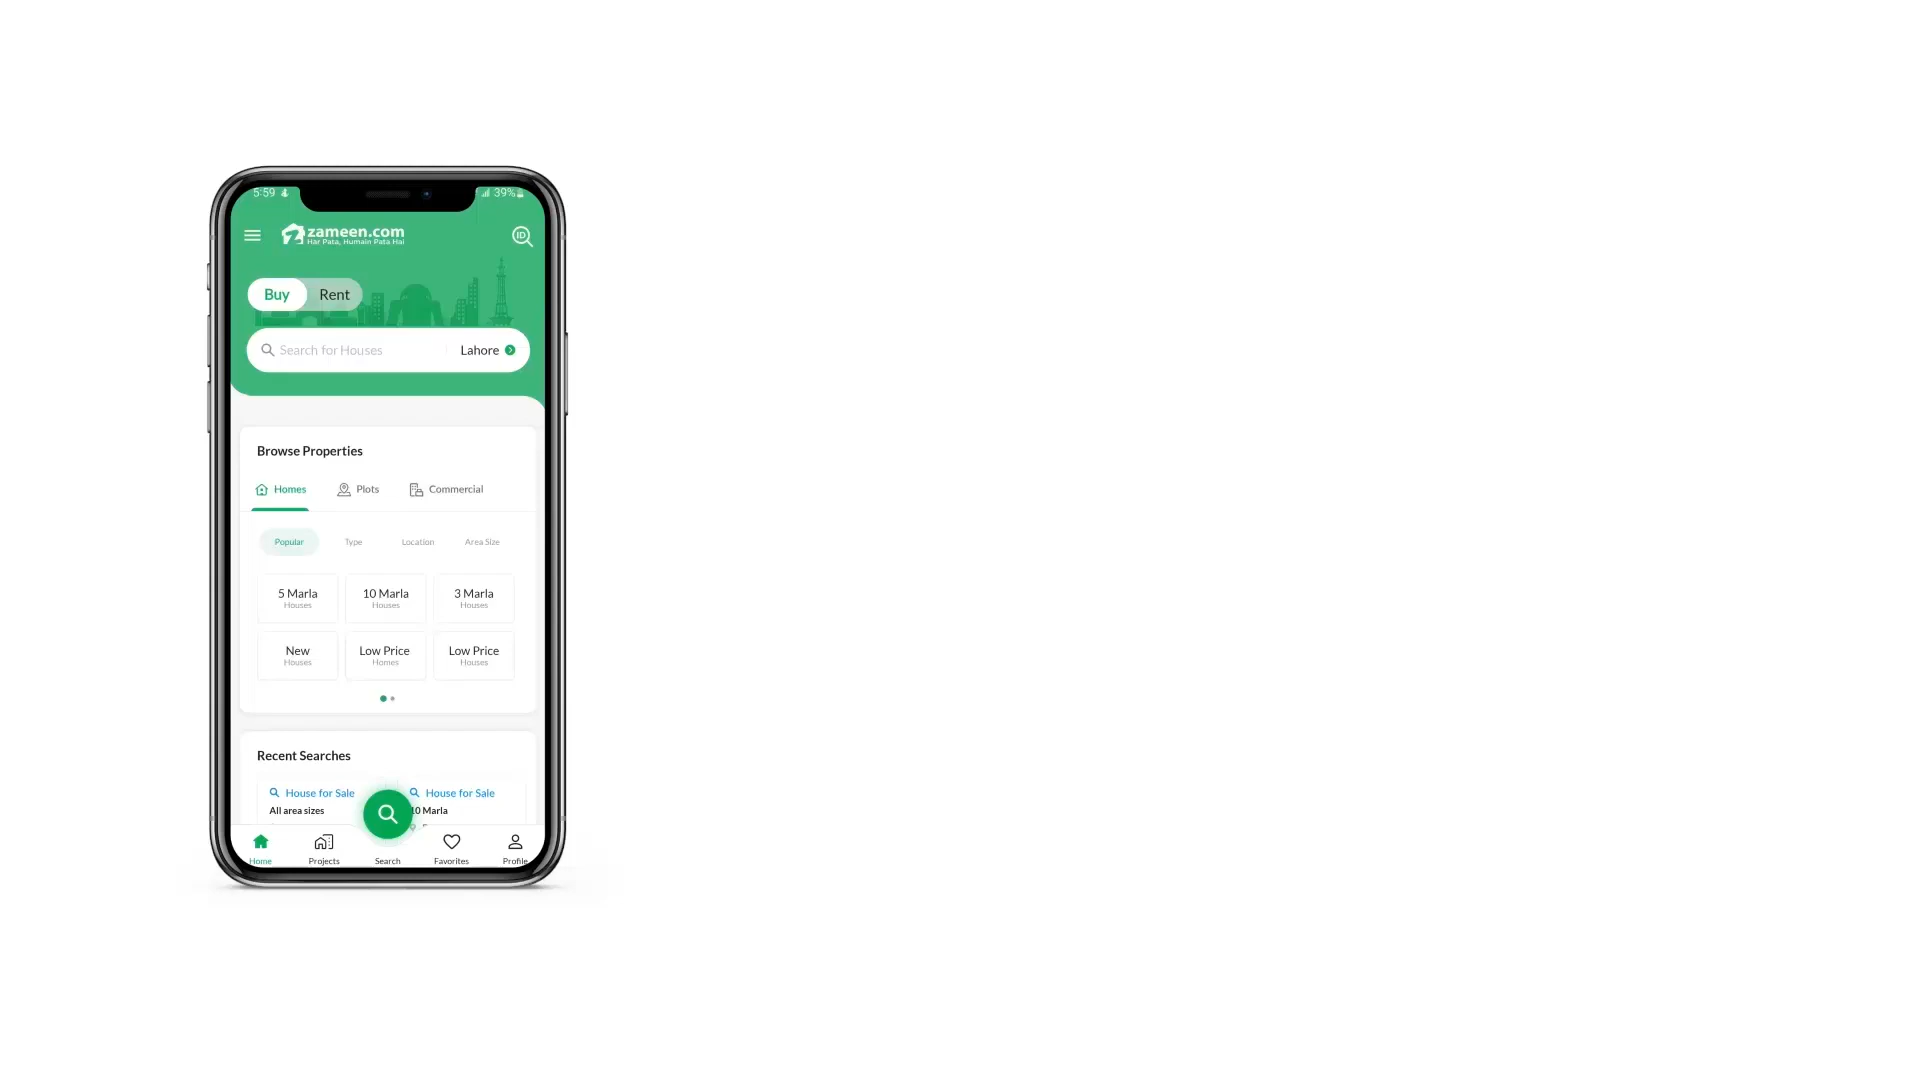 5:59 39%
zameen.com
Har Pata, Humain Pata Hai
ID
Buy Rent
Search for Houses Lahore
Browse Properties
Homes Plots Commercial
Popular Type Location Area Size
5 Marla 10 Marla 3 Marla
Houses Houses Houses
New Low Price Low Price
Houses Homes Houses
Recent Searches
House for Sale House for Sale
All area sizes 10 Marla
Home Projects Search Favorites Profile